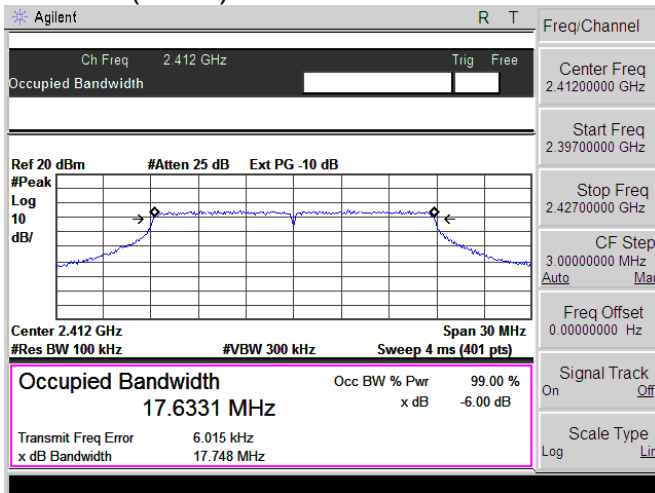 Agilent R T
Freq/Channel
Ch Freq 2.412 GHz Trig Free
Occupied Bandwidth
Center Freq
2.41200000 GHz
Start Freq
2.39700000 GHz
Ref 20 dBm #Atten 25 dB Ext PG -10 dB
#Peak
Log
10
dB/
Stop Freq
2.42700000 GHz
CF Step
3.00000000 MHz
Auto
Freq Offset
0.00000000 Hz
Center 2.412 GHz Span 30 MHz
#Res BW 100 kHz #VBW 300 kHz Sweep 4 ms (401 pts)
Occupied Bandwidth Occ BW % Pwr 99.00 %
17.6331 MHz x dB -6.00 dB
Transmit Freq Error 6.015 kHz
x dB Bandwidth 17.748 MHz
Signal Track
On Off
Scale Type
Log